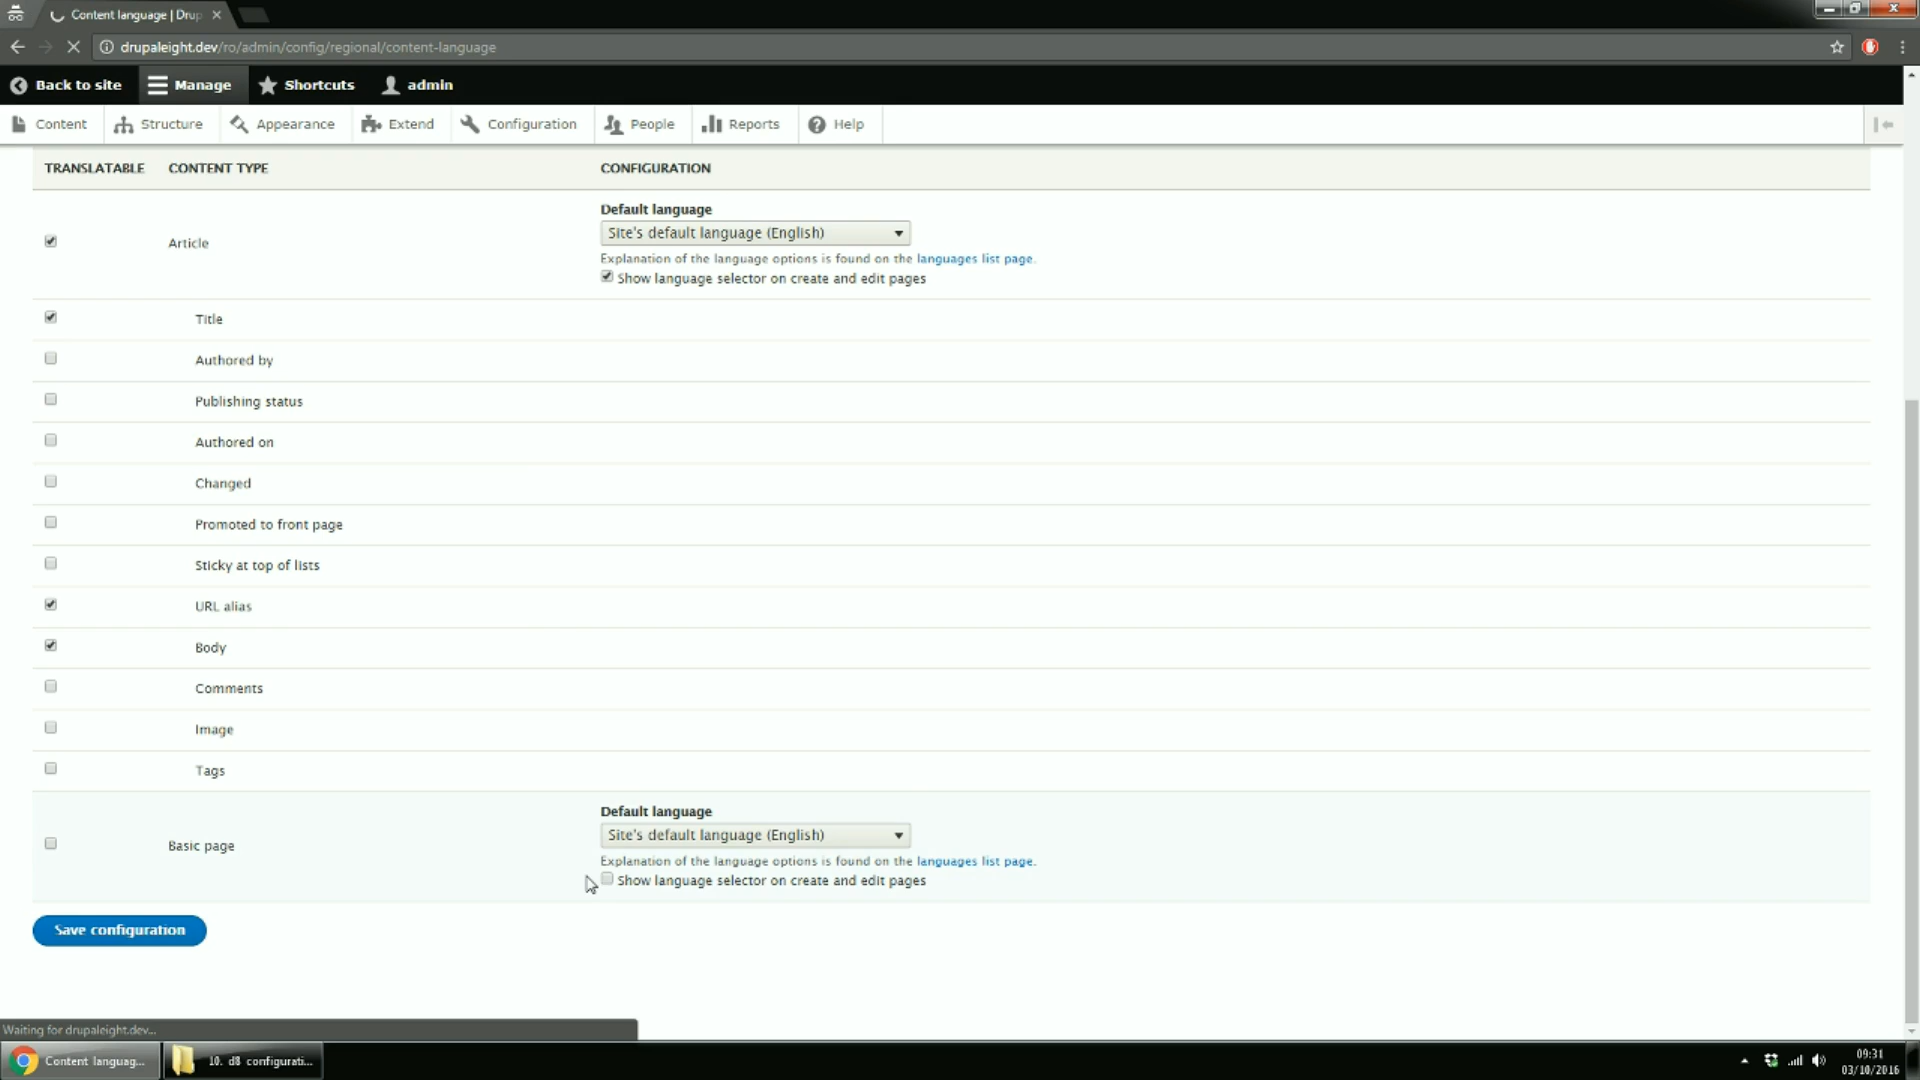 Content language | Drup
drupaleight.dev/ro/admin/config/regional/content-language
Back to site Manage Shortcuts admin
Content Structure Appearance Extend Configuration People Reports Help
TRANSLATABLE CONTENT TYPE CONFIGURATION
Default language
Site's default language (English)
Article
Explanation of the language options is found on the languages list page.
Show language selector on create and edit pages
Title
Authored by
Publishing status
Authored on
Changed
Promoted to front page
Sticky at top of lists
URL alias
Body
Comments
Image
Tags
Default language
Site's default language (English)
Basic page
Explanation of the language options is found on the languages list page.
Show language selector on create and edit pages
Save configuration
Waiting for drupaleight.dev...
Content languag... 10. d8 configurati...
09:31
03/10/2016